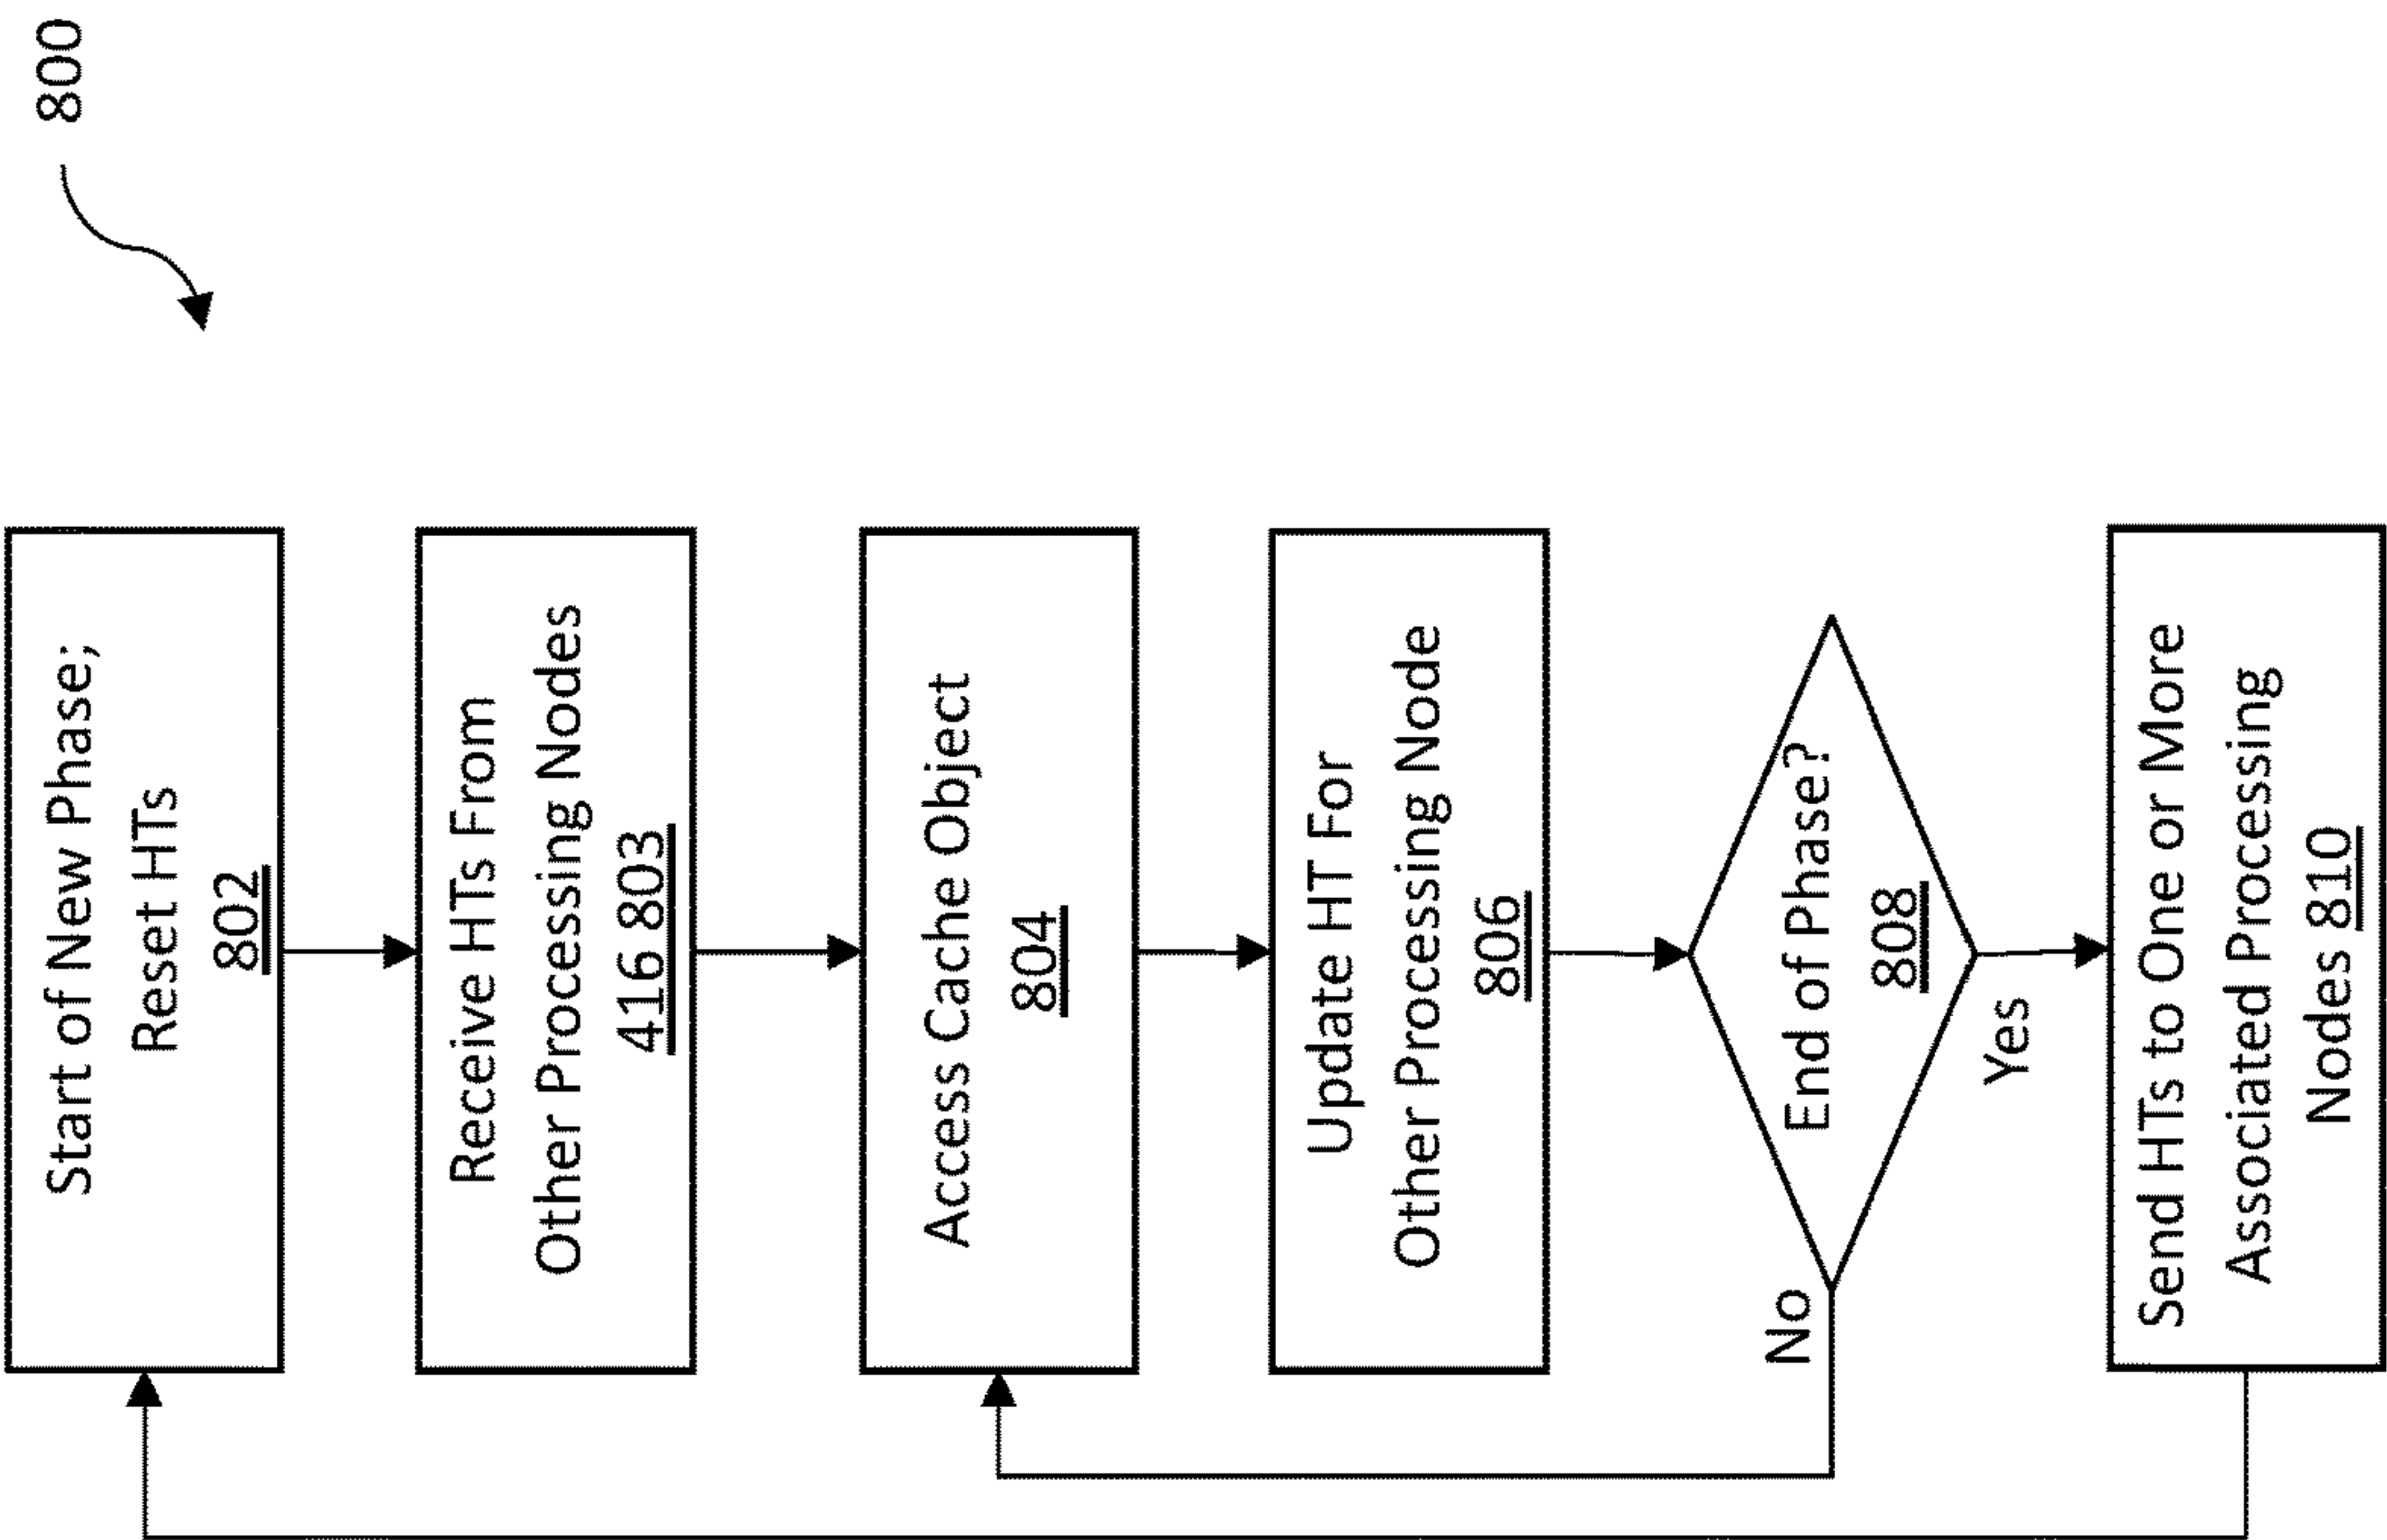 800
Start of New Phase;
Reset HTs
802
Receive HTs From
Other Processing Nodes
416 803
Access Cache Object
804
Update HT For
Other Processing Node
806
End of Phase?
808
No
Yes
Send HTs to One or More
Associated Processing
Nodes 810